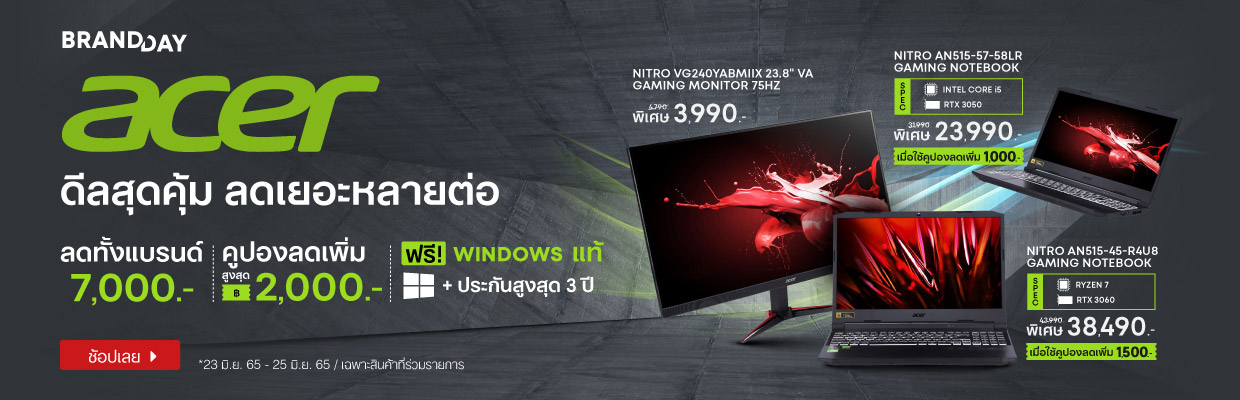 BRANDDAY
acer
ดีลสุดคุ้ม ลดเยอะหลายต่อ
ลดทั้งแบรนด์
7,000.-
คูปองลดเพิ่ม
สูงสุด
฿ 2,000.-
ฟรี! WINDOWS แท้
+ ประกันสูงสุด 3 ปี
ช้อปเลย
*23 มิ.ย. 65 - 25 มิ.ย. 65 / เฉพาะสินค้าที่ร่วมรายการ
NITRO VG240YABMIIX 23.8" VA
GAMING MONITOR 75HZ
4,790.-
พิเศษ 3,990.-
NITRO AN515-57-58LR
GAMING NOTEBOOK
SPEC
INTEL CORE i5
RTX 3050
31,990.-
พิเศษ 23,990.-
เมื่อใช้คูปองลดเพิ่ม 1,000.-
NITRO AN515-45-R4U8
GAMING NOTEBOOK
SPEC
RYZEN 7
RTX 3060
43,990.-
พิเศษ 38,490.-
เมื่อใช้คูปองลดเพิ่ม 1,500.-
acer
acer